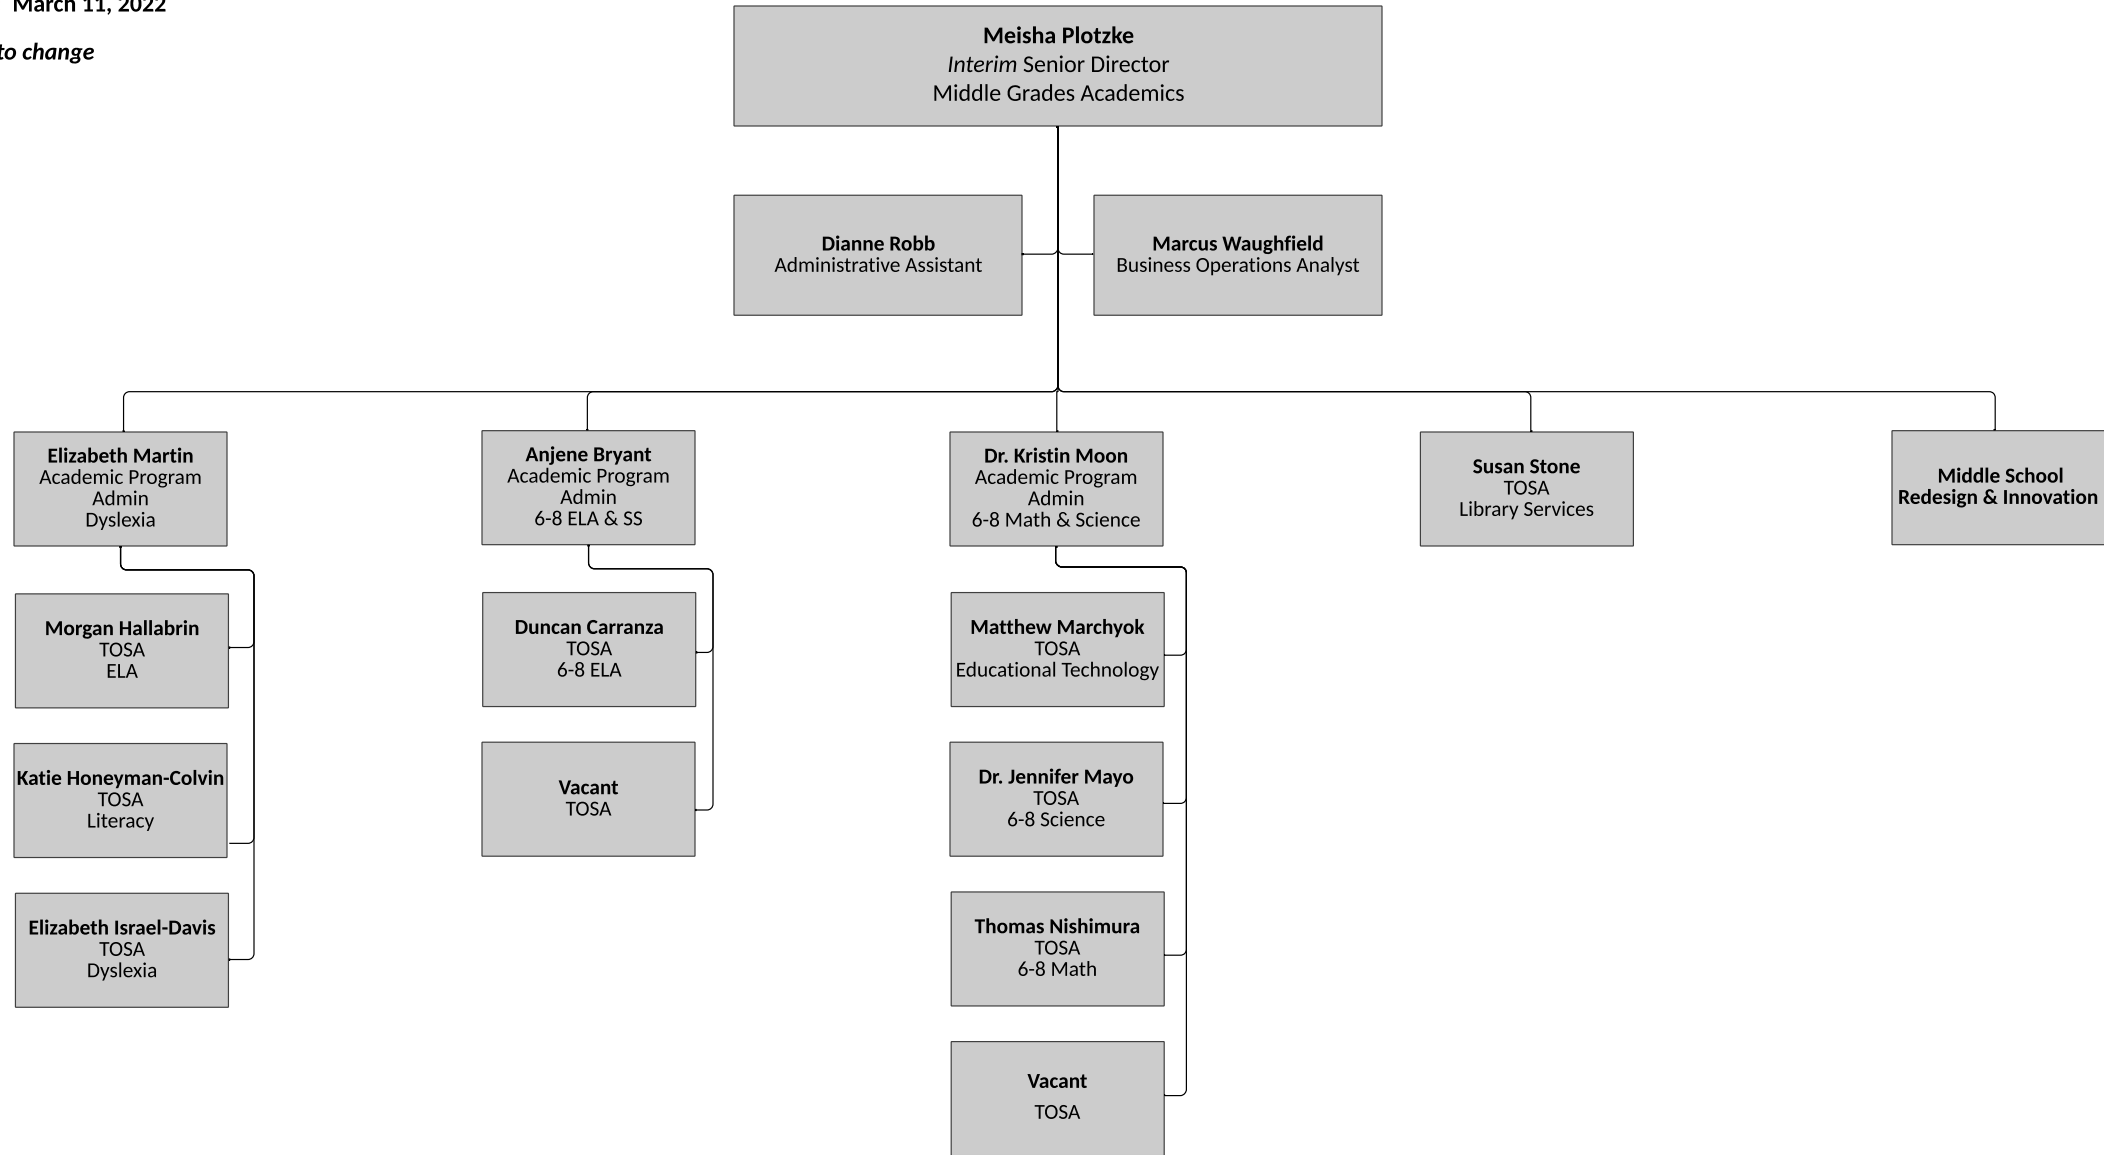 March 11, 2022
to change
Meisha Plotzke
Interim Senior Director
Middle Grades Academics
Dianne Robb
Administrative Assistant
Marcus Waughfield
Business Operations Analyst
Elizabeth Martin
Academic Program
Admin
Dyslexia
Anjene Bryant
Academic Program
Admin
6-8 ELA & SS
Dr. Kristin Moon
Academic Program
Admin
6-8 Math & Science
Susan Stone
TOSA
Library Services
Middle School
Redesign & Innovation
Morgan Hallabrin
TOSA
ELA
Duncan Carranza
TOSA
6-8 ELA
Matthew Marchyok
TOSA
Educational Technology
Katie Honeyman-Colvin
TOSA
Literacy
Vacant
TOSA
Dr. Jennifer Mayo
TOSA
6-8 Science
Elizabeth Israel-Davis
TOSA
Dyslexia
Thomas Nishimura
TOSA
6-8 Math
Vacant
TOSA